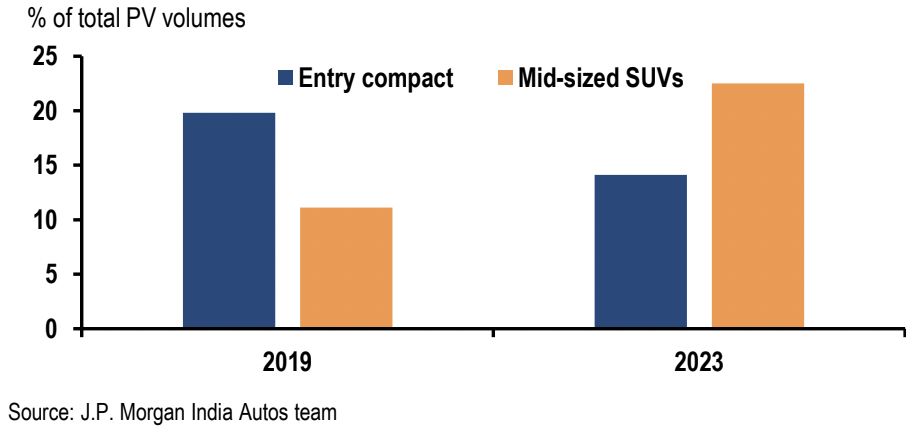 % of total PV volumes
25
Entry compact Mid-sized SUVs
20
15
10
5
0
2019 2023
Source: J.P. Morgan India Autos team